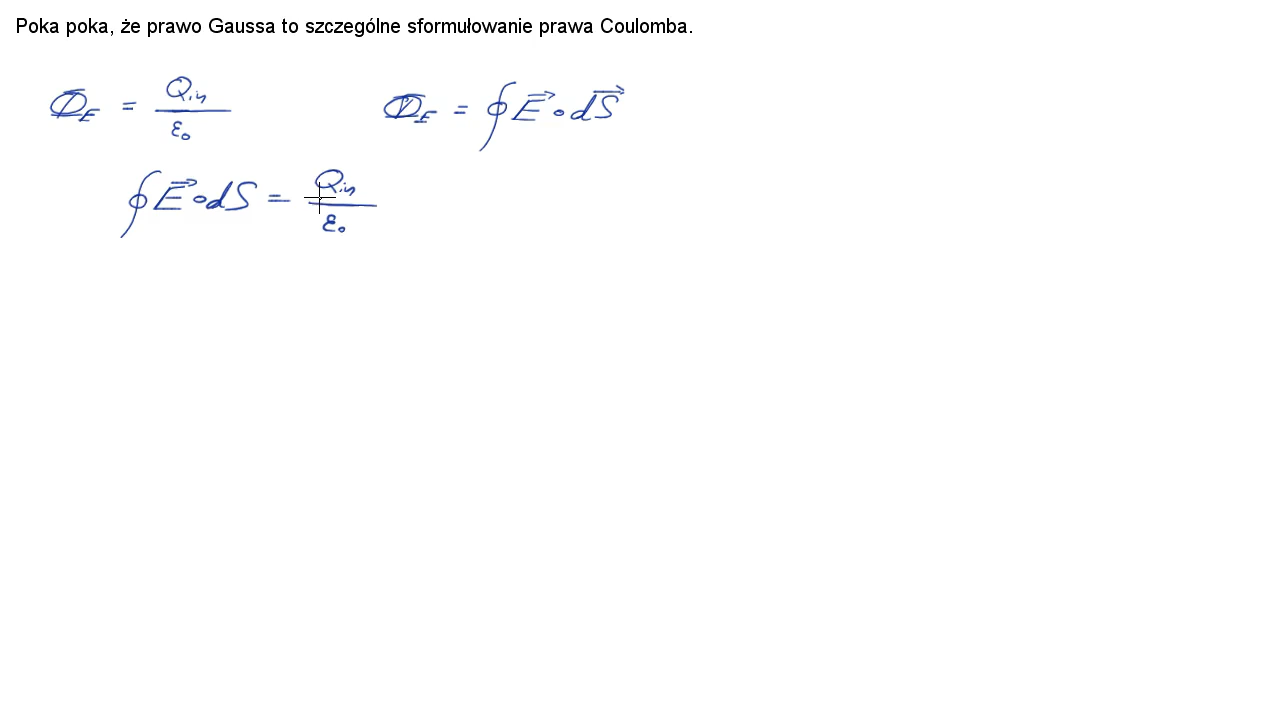 Poka poka, że prawo Gaussa to szczególne sformułowanie prawa Coulomba.
Φ_E = Q_in / ε₀    Φ_E = ∮ E⃗ ∘ dS⃗
∮ E⃗ ∘ dS = Q_in / ε₀